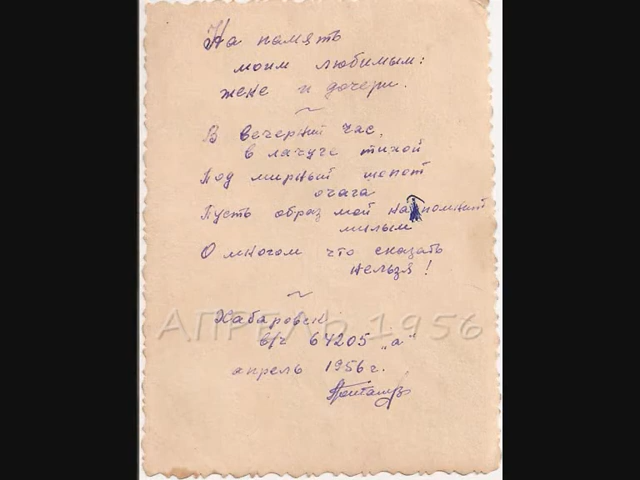 На память
моим любимым:
жене и дочери.
~
В вечерний час,
в лачуге тихой
Под мирный шопот
очага
Пусть образ мой напомнит
милым
О многом что сказать
нельзя!
~
Хабаровск
в/ч 64205 „а"
апрель 1956 г.
АПРЕЛЬ 1956